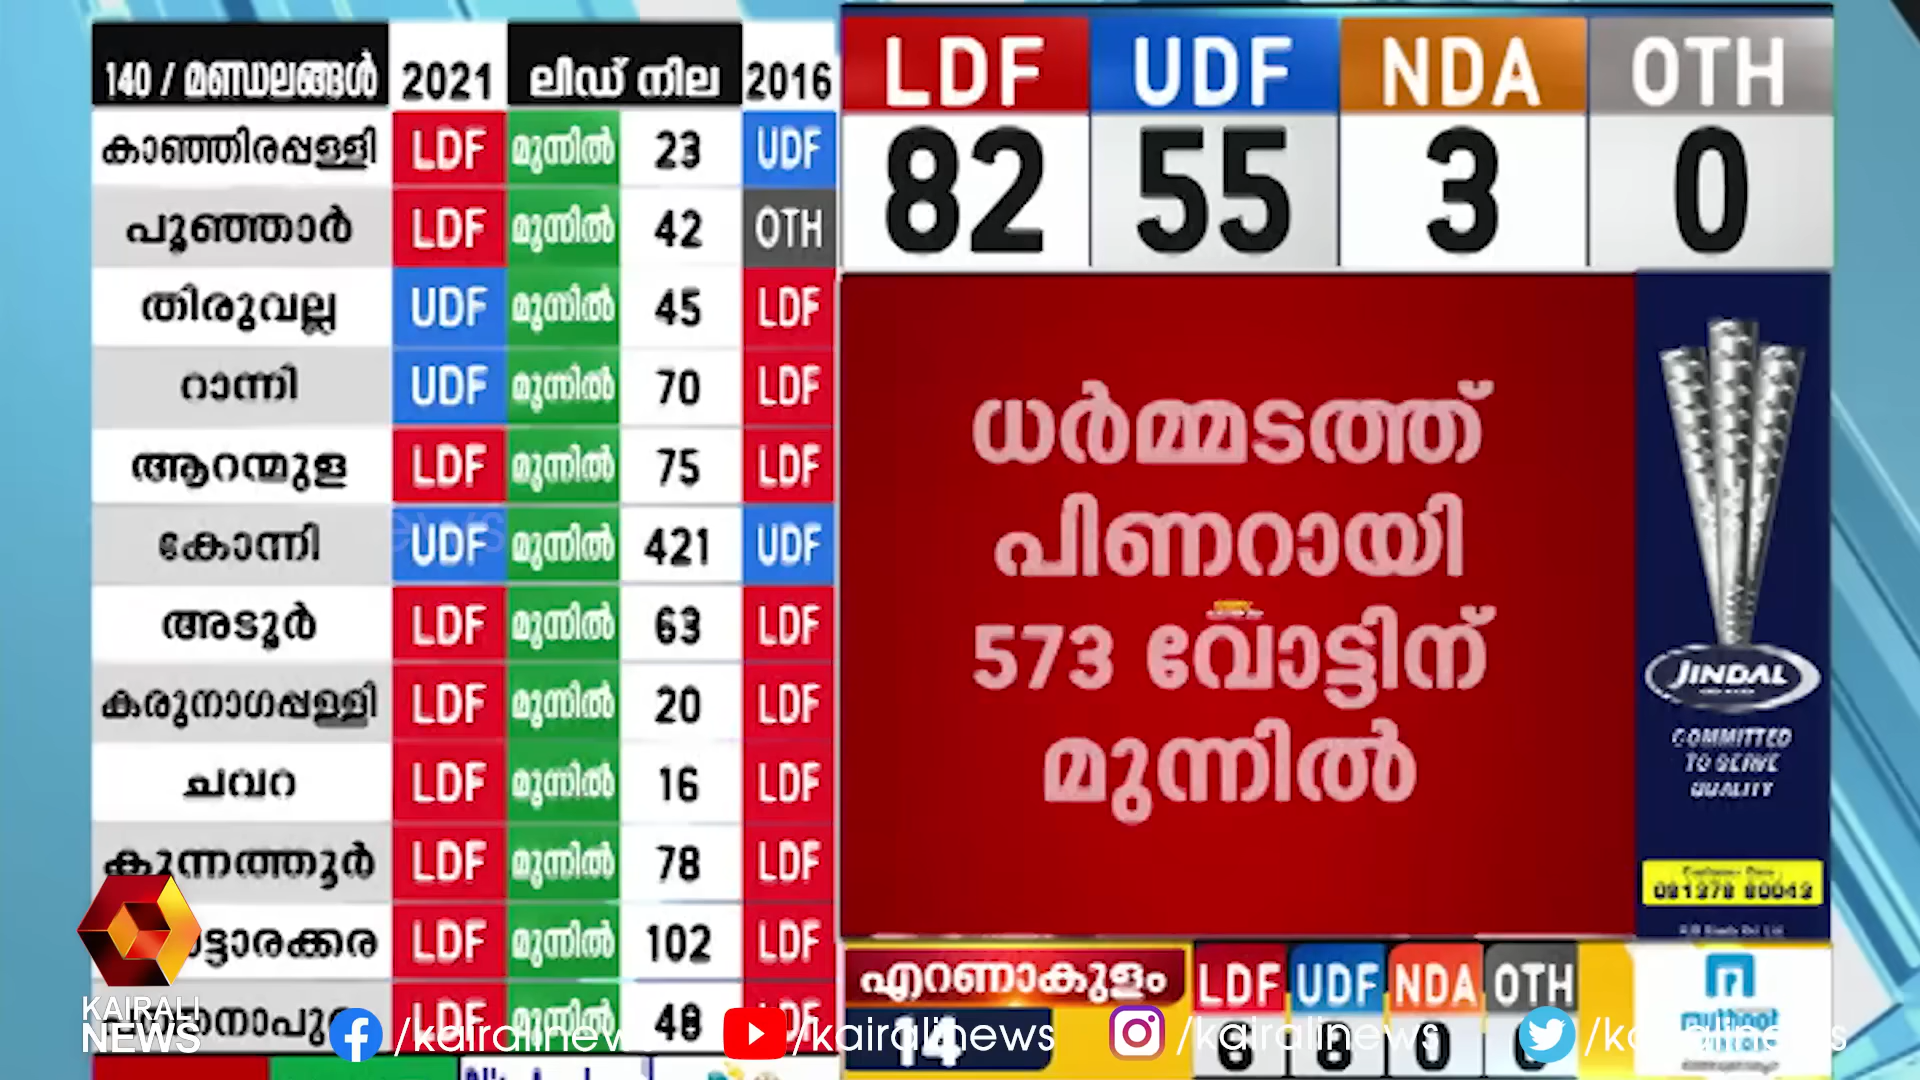 140 / മണ്ഡലങ്ങൾ 2021 ലീഡ് നില 2016
കാഞ്ഞിരപ്പള്ളി LDF മുന്നിൽ 23 UDF
പൂഞ്ഞാർ LDF മുന്നിൽ 42 OTH
തിരുവല്ല UDF മുന്നിൽ 45 LDF
റാന്നി UDF മുന്നിൽ 70 LDF
ആറന്മുള LDF മുന്നിൽ 75 LDF
കോന്നി UDF മുന്നിൽ 421 UDF
അടൂർ LDF മുന്നിൽ 63 LDF
കരുനാഗപ്പള്ളി LDF മുന്നിൽ 20 LDF
ചവറ LDF മുന്നിൽ 16 LDF
കുന്നത്തൂർ LDF മുന്നിൽ 78 LDF
LDF മുന്നിൽ 102 LDF
LDF മുന്നിൽ 48 LDF
LDF UDF NDA OTH
82 55 3 0
ധർമ്മടത്ത്
പിണറായി
573 വോട്ടിന്
മുന്നിൽ
JINDAL
COMMITTED
TO SERVE
QUALITY
എറണാകുളം LDF UDF NDA OTH
14
KAIRALI
NEWS
/kairalinews /kairalinews /kairalinews